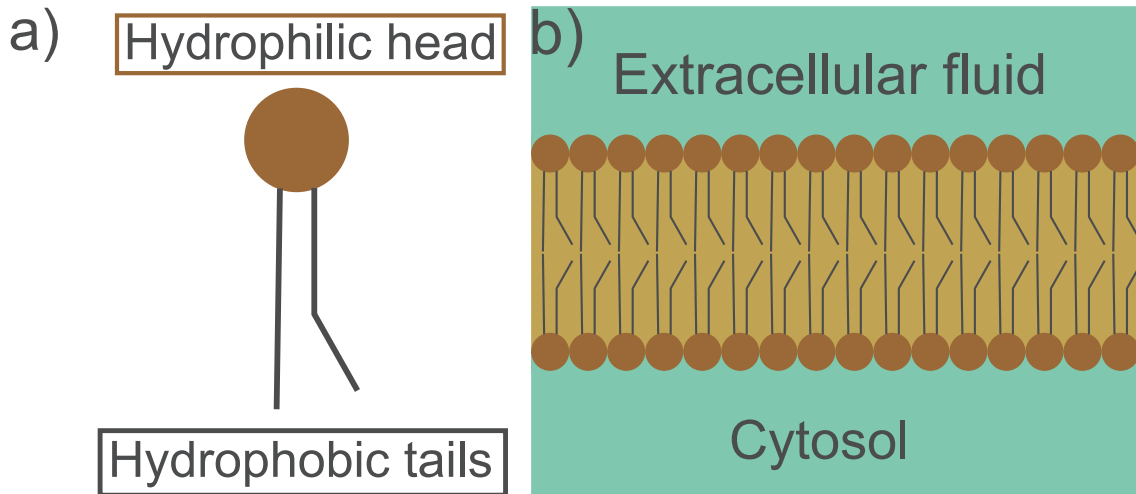 a)
Hydrophilic head
Hydrophobic tails
b)
Extracellular fluid
Cytosol